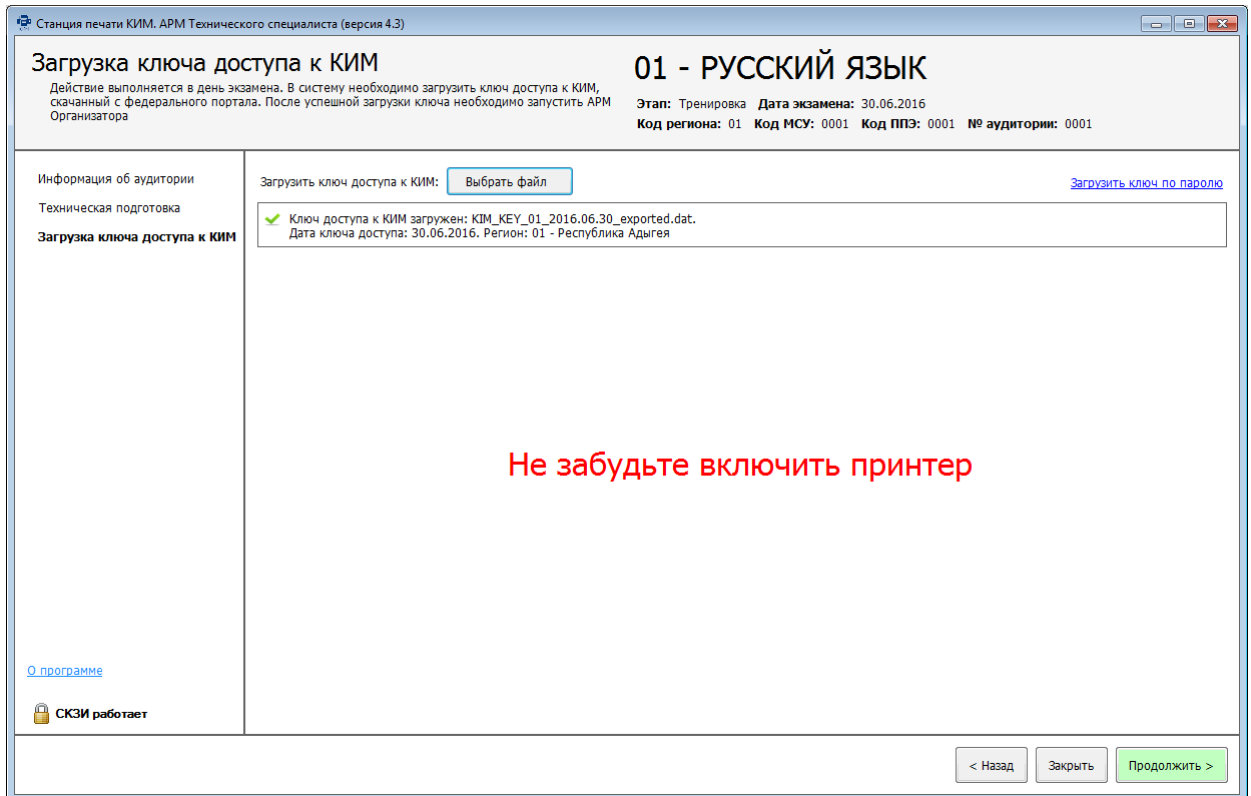 Станция печати КИМ. АРМ Технического специалиста (версия 4.3)
Загрузка ключа доступа к КИМ
Действие выполняется в день экзамена. В систему необходимо загрузить ключ доступа к КИМ,
скачанный с федерального портала. После успешной загрузки ключа необходимо запустить АРМ
Организатора
01 - РУССКИЙ ЯЗЫК
Этап: Тренировка Дата экзамена: 30.06.2016
Код региона: 01 Код МСУ: 0001 Код ППЭ: 0001 № аудитории: 0001
Информация об аудитории
Техническая подготовка
Загрузка ключа доступа к КИМ
Загрузить ключ доступа к КИМ: Выбрать файл Загрузить ключ по паролю
Ключ доступа к КИМ загружен: KIM_KEY_01_2016.06.30_exported.dat.
Дата ключа доступа: 30.06.2016. Регион: 01 - Республика Адыгея
Не забудьте включить принтер
О программе
СКЗИ работает
< Назад Закрыть Продолжить >